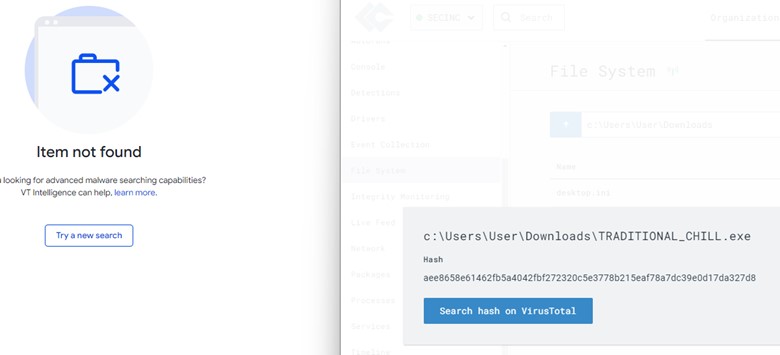 Item not found
looking for advanced malware searching capabilities?
VT Intelligence can help, learn more.
Try a new search
SECINC
Search
Organization
File System
Console
Detections
Drivers
Event Collection
File System
Integrity Monitoring
Live Feed
Network
Packages
Processes
Services
Timeline
c:\Users\User\Downloads
Name
desktop.ini
c:\Users\User\Downloads\TRADITIONAL_CHILL.exe
Hash
aee8658e61462fb5a4042fbf272320c5e3778b215eaf78a7dc39e0d17da327d8
Search hash on VirusTotal